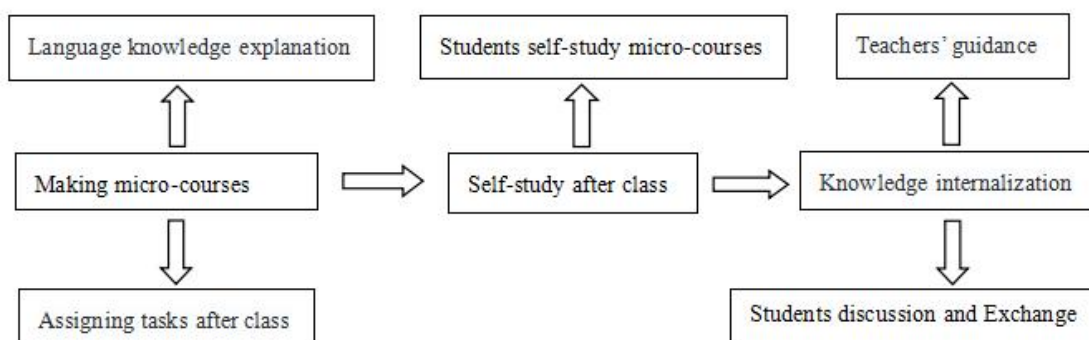 Language knowledge explanation
Students self-study micro-courses
Teachers’ guidance
Making micro-courses
Self-study after class
Knowledge internalization
Assigning tasks after class
Students discussion and Exchange